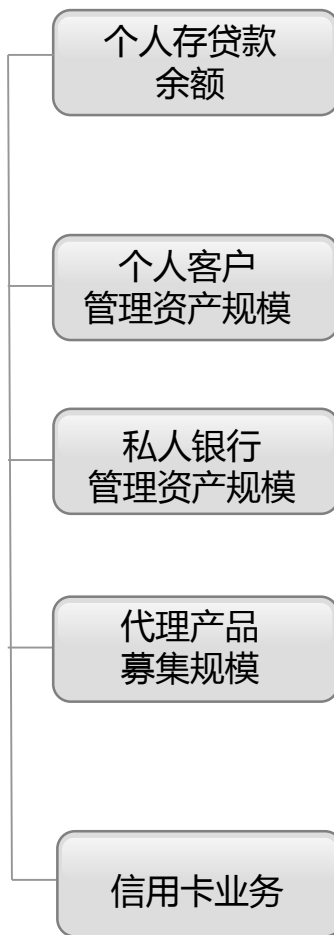 个人存贷款
余额
个人客户
管理资产规模
私人银行
管理资产规模
代理产品
募集规模
信用卡业务